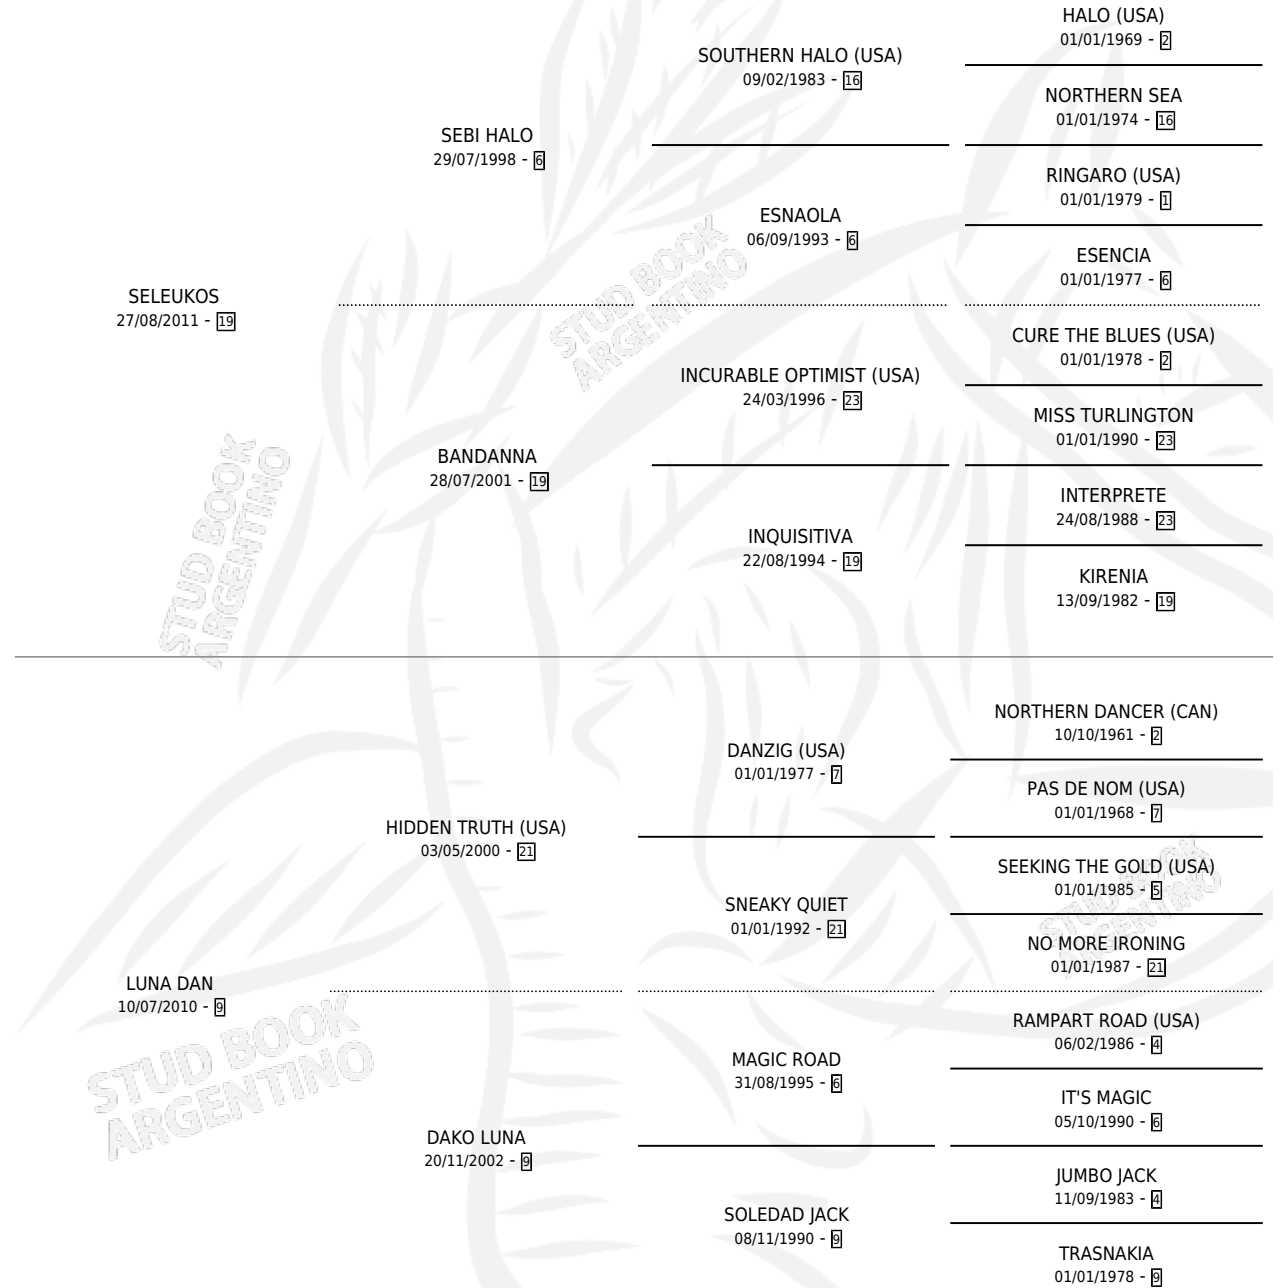 HALO (USA)
01/01/1969 - 2
SOUTHERN HALO (USA)
09/02/1983 - 16
NORTHERN SEA
01/01/1974 - 16
SEBI HALO
29/07/1998 - 6
RINGARO (USA)
01/01/1979 - 1
ESNAOLA
06/09/1993 - 6
ESENCIA
01/01/1977 - 6
SELEUKOS
27/08/2011 - 19
CURE THE BLUES (USA)
01/01/1978 - 2
INCURABLE OPTIMIST (USA)
24/03/1996 - 23
MISS TURLINGTON
01/01/1990 - 23
BANDANNA
28/07/2001 - 19
INTERPRETE
24/08/1988 - 23
INQUISITIVA
22/08/1994 - 19
KIRENIA
13/09/1982 - 19
NORTHERN DANCER (CAN)
10/10/1961 - 2
DANZIG (USA)
01/01/1977 - 7
PAS DE NOM (USA)
01/01/1968 - 7
HIDDEN TRUTH (USA)
03/05/2000 - 21
SEEKING THE GOLD (USA)
01/01/1985 - 5
SNEAKY QUIET
01/01/1992 - 21
NO MORE IRONING
01/01/1987 - 21
LUNA DAN
10/07/2010 - 9
RAMPART ROAD (USA)
06/02/1986 - 4
MAGIC ROAD
31/08/1995 - 6
IT'S MAGIC
05/10/1990 - 6
DAKO LUNA
20/11/2002 - 9
JUMBO JACK
11/09/1983 - 4
SOLEDAD JACK
08/11/1990 - 9
TRASNAKIA
01/01/1978 - 9
STUD BOOK
ARGENTINO
STUD BOOK
ARGENTINO
STUD BOOK
ARGENTINO
STUD BOOK
ARGENTINO